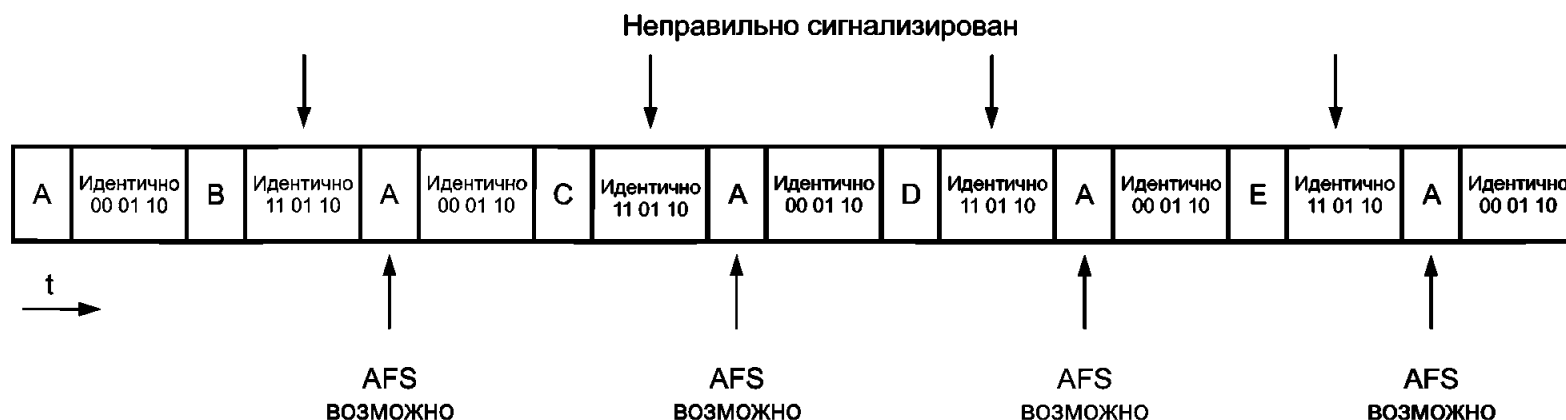 Неправильно сигнализирован
A
Идентично
00 01 10
B
Идентично
11 01 10
A
Идентично
00 01 10
C
Идентично
11 01 10
A
Идентично
00 01 10
D
Идентично
11 01 10
A
Идентично
00 01 10
E
Идентично
11 01 10
A
Идентично
00 01 10
t
AFS
возможно
AFS
возможно
AFS
возможно
AFS
возможно